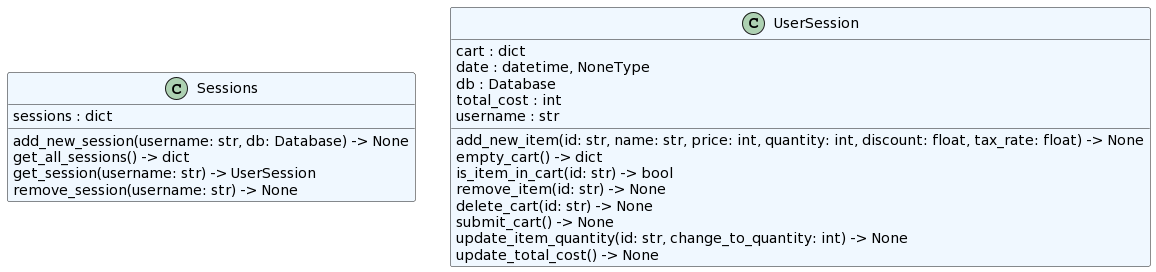 C Sessions
sessions : dict
add_new_session(username: str, db: Database) -> None
get_all_sessions() -> dict
get_session(username: str) -> UserSession
remove_session(username: str) -> None
C UserSession
cart : dict
date : datetime, NoneType
db : Database
total_cost : int
username : str
add_new_item(id: str, name: str, price: int, quantity: int, discount: float, tax_rate: float) -> None
empty_cart() -> dict
is_item_in_cart(id: str) -> bool
remove_item(id: str) -> None
delete_cart(id: str) -> None
submit_cart() -> None
update_item_quantity(id: str, change_to_quantity: int) -> None
update_total_cost() -> None